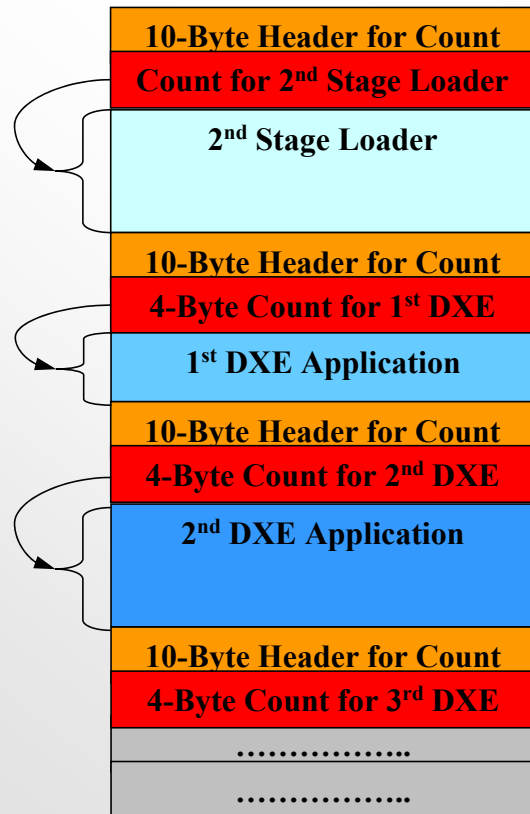 10-Byte Header for Count
Count for 2nd Stage Loader
2nd Stage Loader
10-Byte Header for Count
4-Byte Count for 1st DXE
1st DXE Application
10-Byte Header for Count
4-Byte Count for 2nd DXE
2nd DXE Application
10-Byte Header for Count
4-Byte Count for 3rd DXE
……………..
……………..